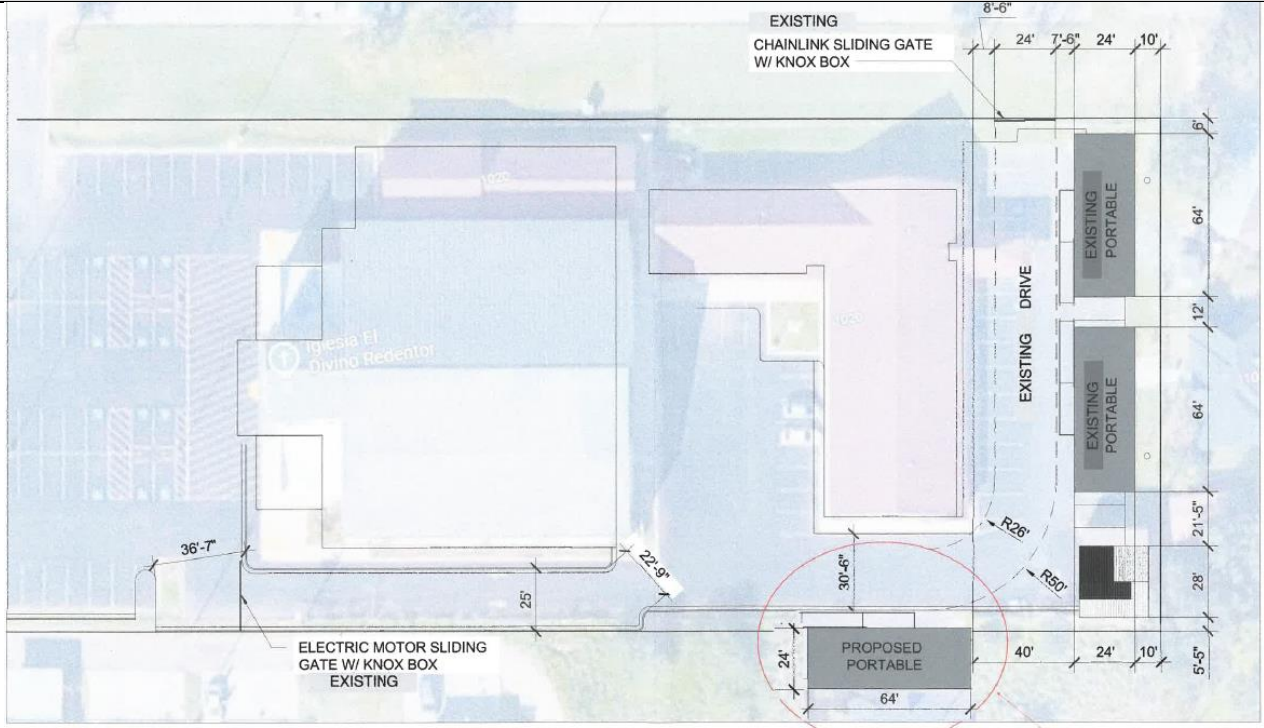 8'-6"
EXISTING
CHAINLINK SLIDING GATE
W/ KNOX BOX
24'
7'-6"
24'
10'
6'
1020
EXISTING
PORTABLE
64'
EXISTING DRIVE
12'
1020
Iglesia El
Divino Redentor
EXISTING
PORTABLE
64'
R26'
21'-5"
36'-7"
22'-9"
30'-6"
R50'
28'
25'
ELECTRIC MOTOR SLIDING
GATE W/ KNOX BOX
EXISTING
24'
PROPOSED
PORTABLE
40'
24'
10'
5'-5"
64'